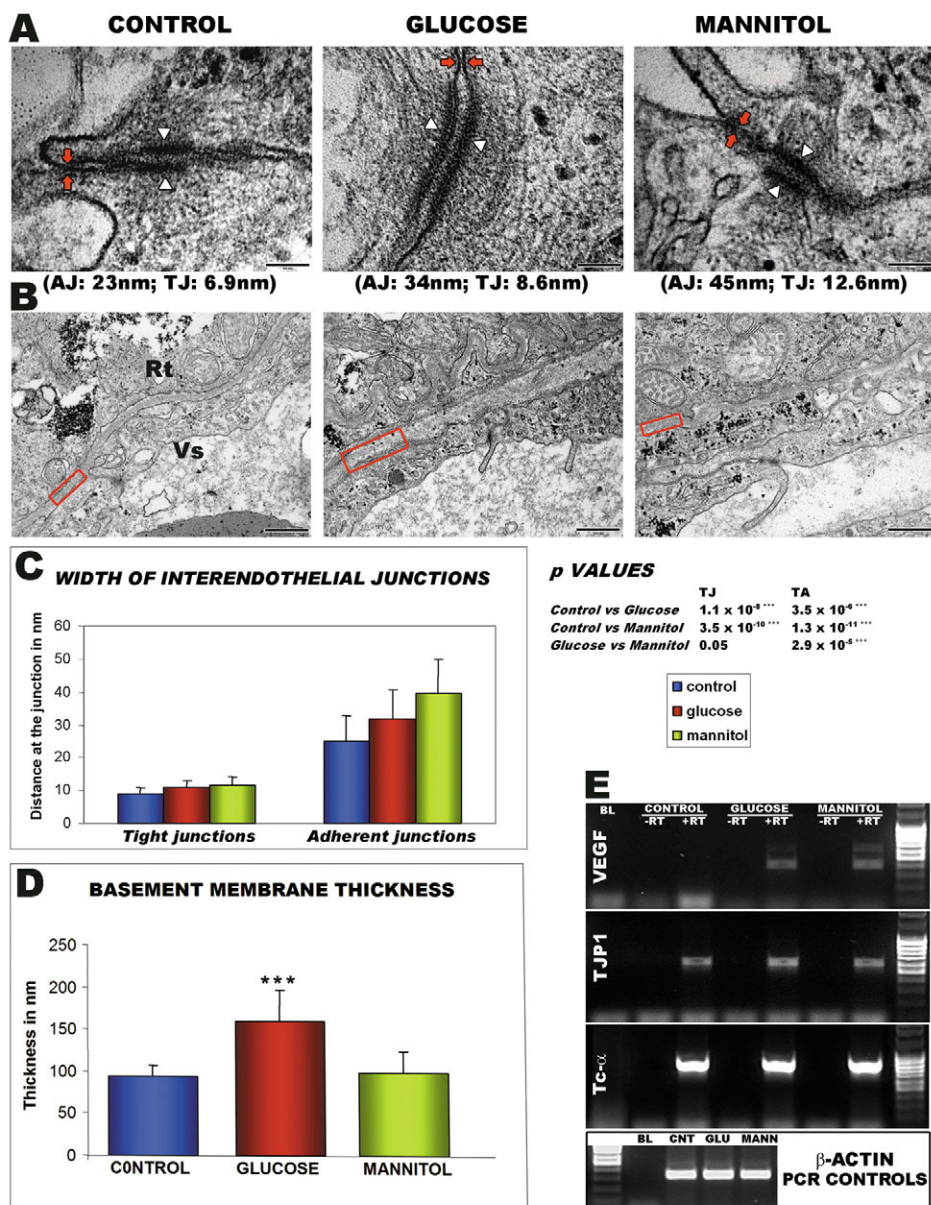 A
CONTROL GLUCOSE MANNITOL
(AJ: 23nm; TJ: 6.9nm) (AJ: 34nm; TJ: 8.6nm) (AJ: 45nm; TJ: 12.6nm)
B
Rt
Vs
C WIDTH OF INTERENDOTHELIAL JUNCTIONS
Distance at the junction in nm
60
50
40
30
20
10
0
Tight junctions Adherent junctions
p VALUES
TJ TA
Control vs Glucose 1.1 x 10⁻⁸ *** 3.5 x 10⁻⁶ ***
Control vs Mannitol 3.5 x 10⁻¹⁰ *** 1.3 x 10⁻¹¹ ***
Glucose vs Mannitol 0.05 2.9 x 10⁻⁵ ***
control
glucose
mannitol
D BASEMENT MEMBRANE THICKNESS
Thickness in nm
250
200
150
100
50
0
***
C0NTROL GLUCOSE MANNITOL
E
BL CONTROL GLUCOSE MANNITOL
-RT +RT -RT +RT -RT +RT
VEGF
TJP1
Tc-α
BL CNT GLU MANN
β-ACTIN
PCR CONTROLS